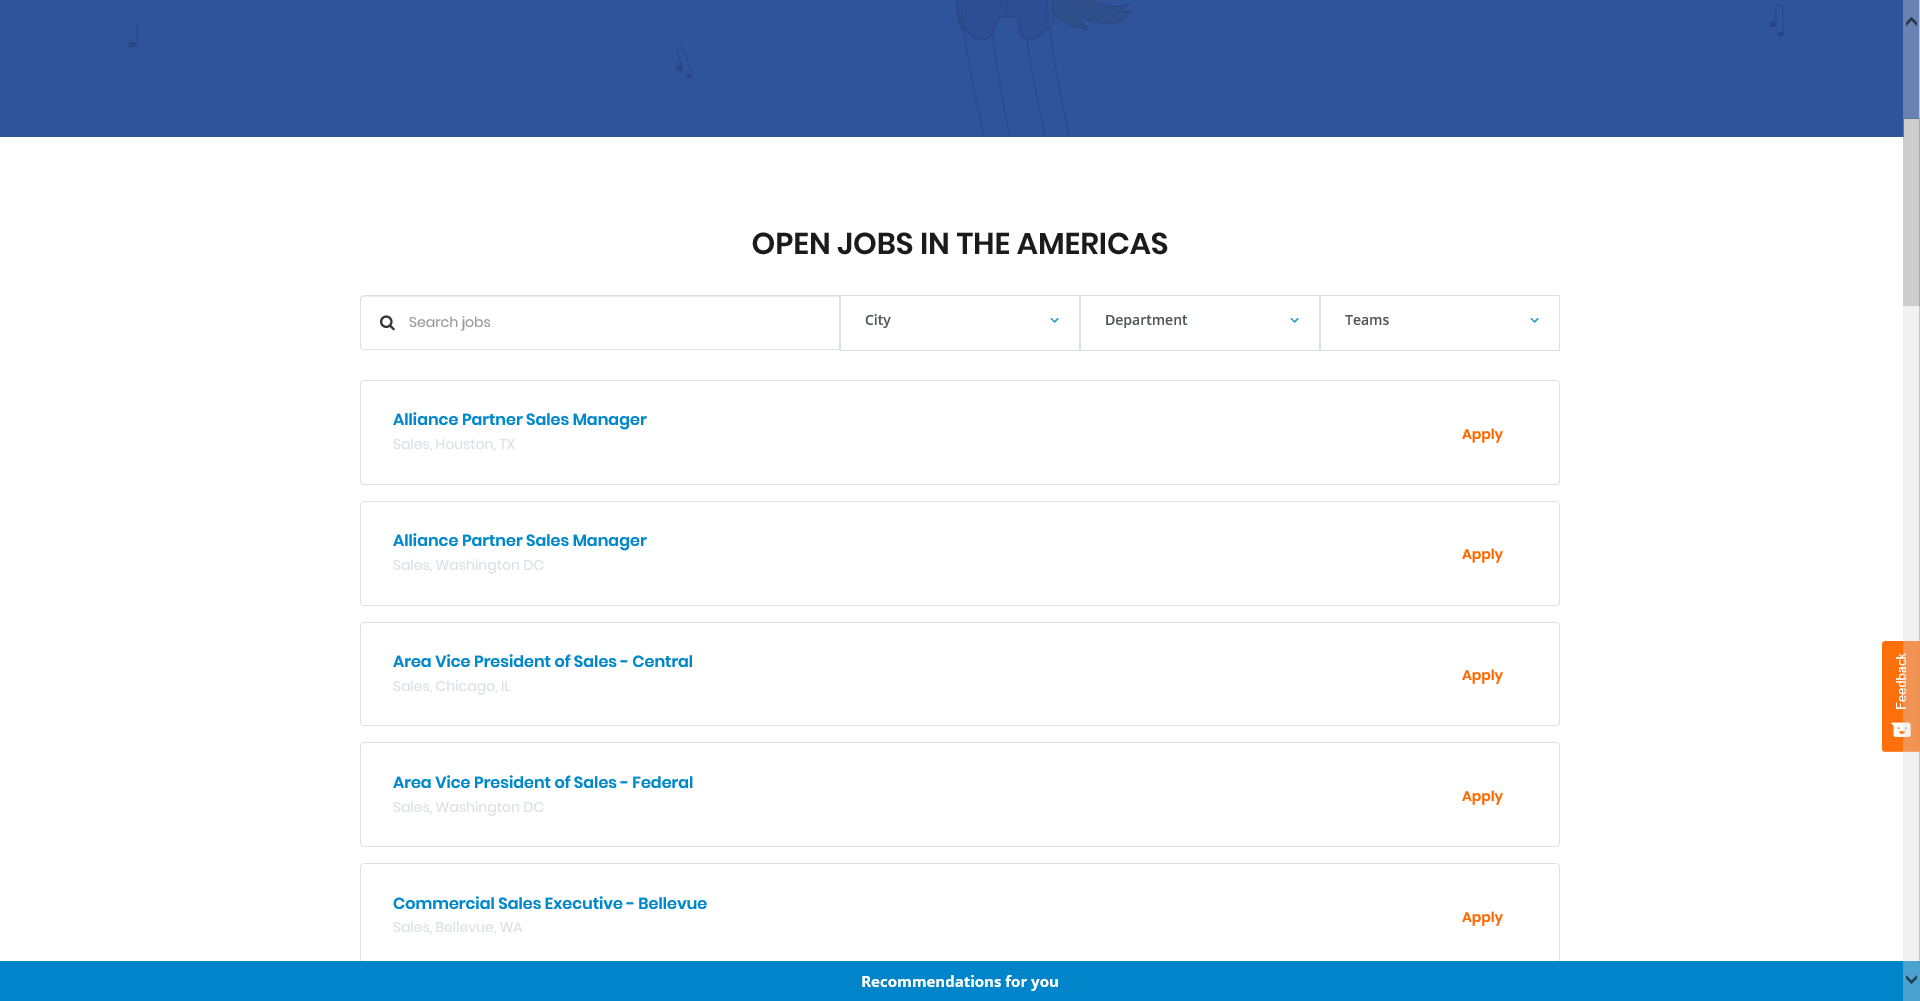 OPEN JOBS IN THE AMERICAS
Search jobs
City
Department
Teams
Alliance Partner Sales Manager
Sales, Houston, TX
Apply
Alliance Partner Sales Manager
Sales, Washington DC
Apply
Area Vice President of Sales - Central
Sales, Chicago, IL
Apply
Area Vice President of Sales - Federal
Sales, Washington DC
Apply
Commercial Sales Executive - Bellevue
Sales, Bellevue, WA
Apply
Feedback
Recommendations for you